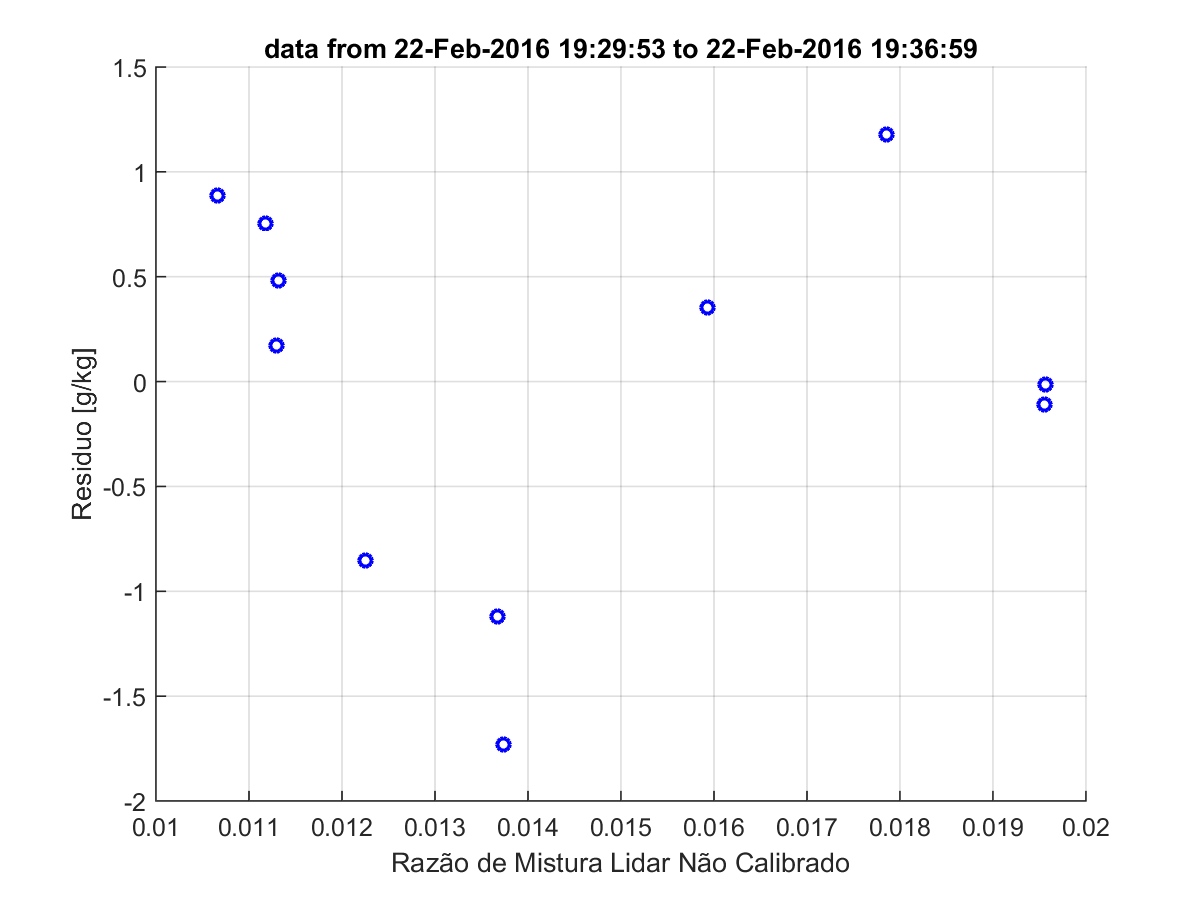 data from 22-Feb-2016 19:29:53 to 22-Feb-2016 19:36:59
1.5
1
0.5
0
-0.5
-1
-1.5
-2
Residuo [g/kg]
0.01 0.011 0.012 0.013 0.014 0.015 0.016 0.017 0.018 0.019 0.02
Razão de Mistura Lidar Não Calibrado